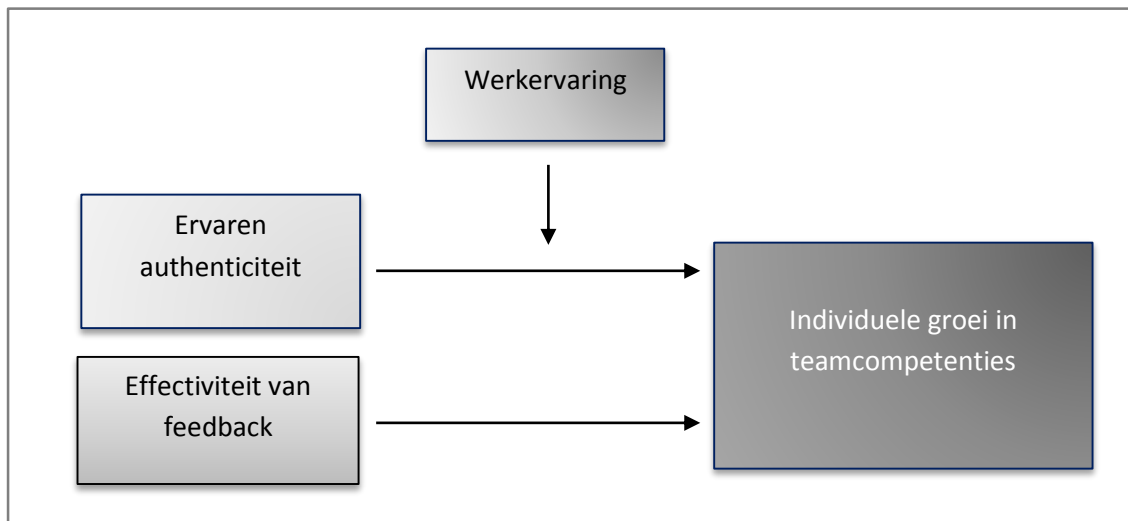 Werkervaring
Ervaren
authenticiteit
Effectiviteit van
feedback
Individuele groei in
teamcompetenties